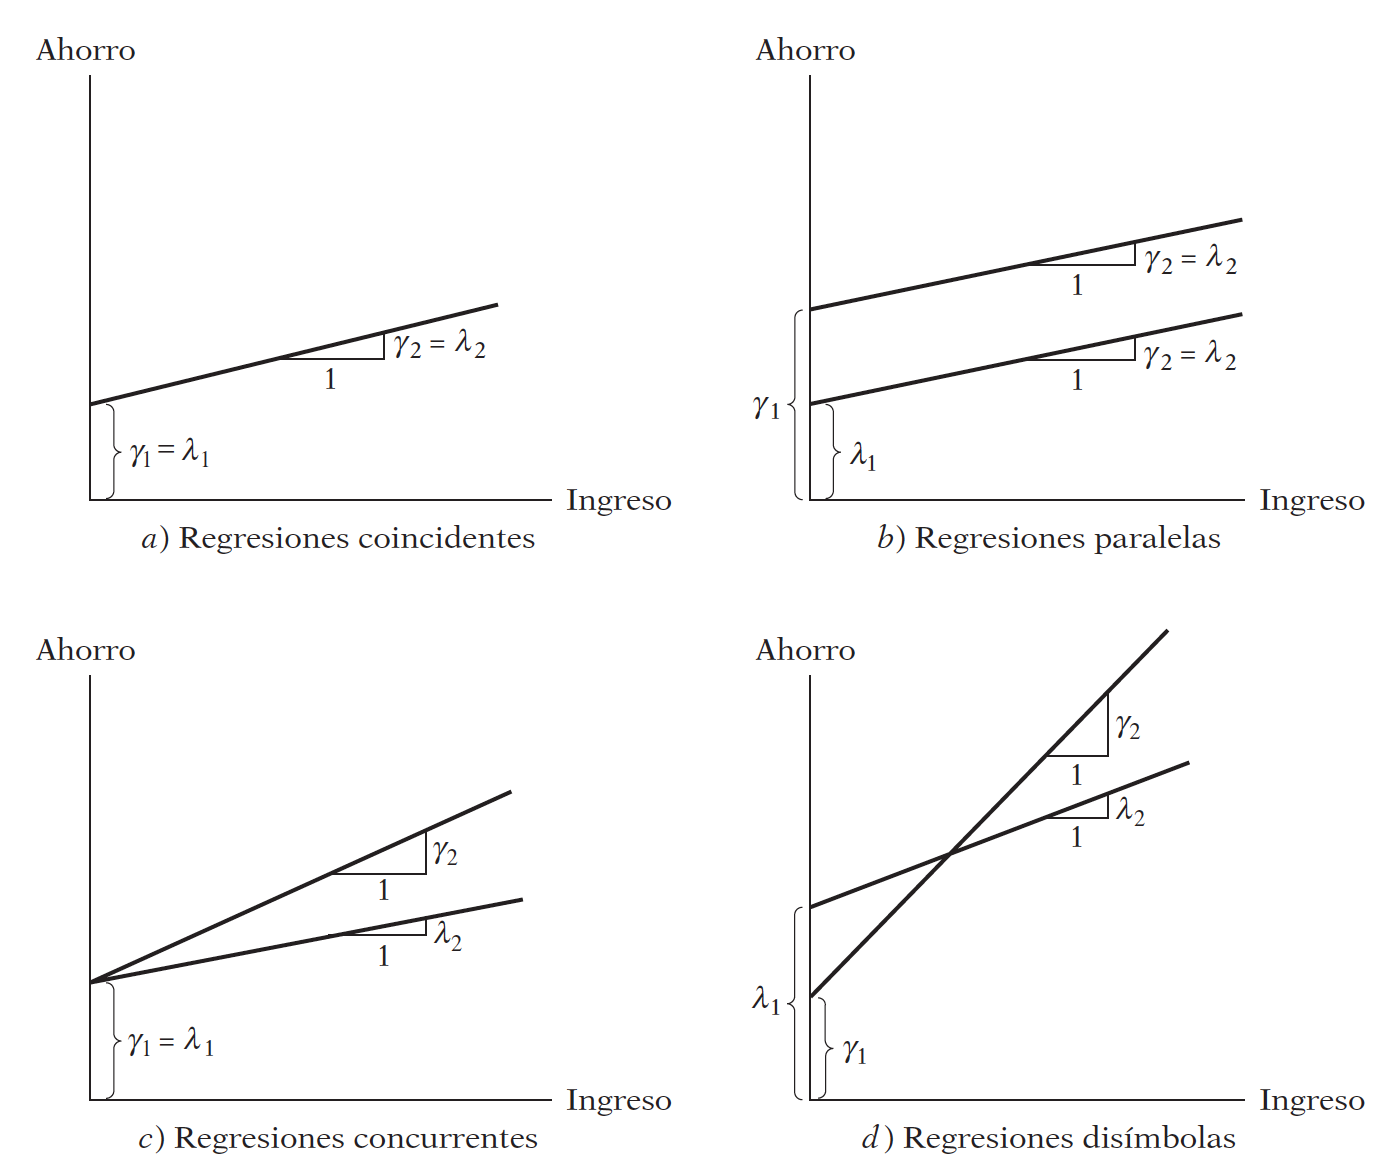 Ahorro
γ2 = λ2
1
γ1 = λ1
Ingreso
a) Regresiones coincidentes
Ahorro
γ2 = λ2
1
γ2 = λ2
1
γ1
λ1
Ingreso
b) Regresiones paralelas
Ahorro
γ2
1
λ2
1
γ1 = λ1
Ingreso
c) Regresiones concurrentes
Ahorro
γ2
1
λ2
1
λ1
γ1
Ingreso
d) Regresiones disímbolas